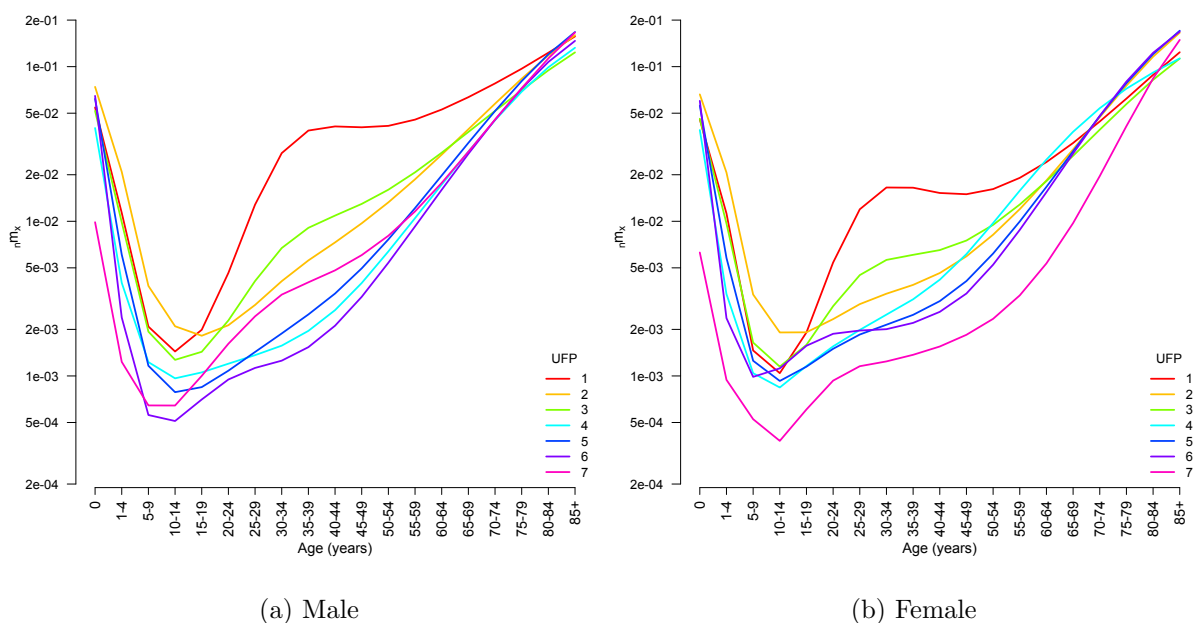 2e-01
1e-01
5e-02
2e-02
1e-02
5e-03
2e-03
1e-03
5e-04
2e-04
nmx
0
1-4
5-9
10-14
15-19
20-24
25-29
30-34
35-39
40-44
45-49
50-54
55-59
60-64
65-69
70-74
75-79
80-84
85+
Age (years)
UFP
1
2
3
4
5
6
7
(a) Male
2e-01
1e-01
5e-02
2e-02
1e-02
5e-03
2e-03
1e-03
5e-04
2e-04
nmx
0
1-4
5-9
10-14
15-19
20-24
25-29
30-34
35-39
40-44
45-49
50-54
55-59
60-64
65-69
70-74
75-79
80-84
85+
Age (years)
UFP
1
2
3
4
5
6
7
(b) Female